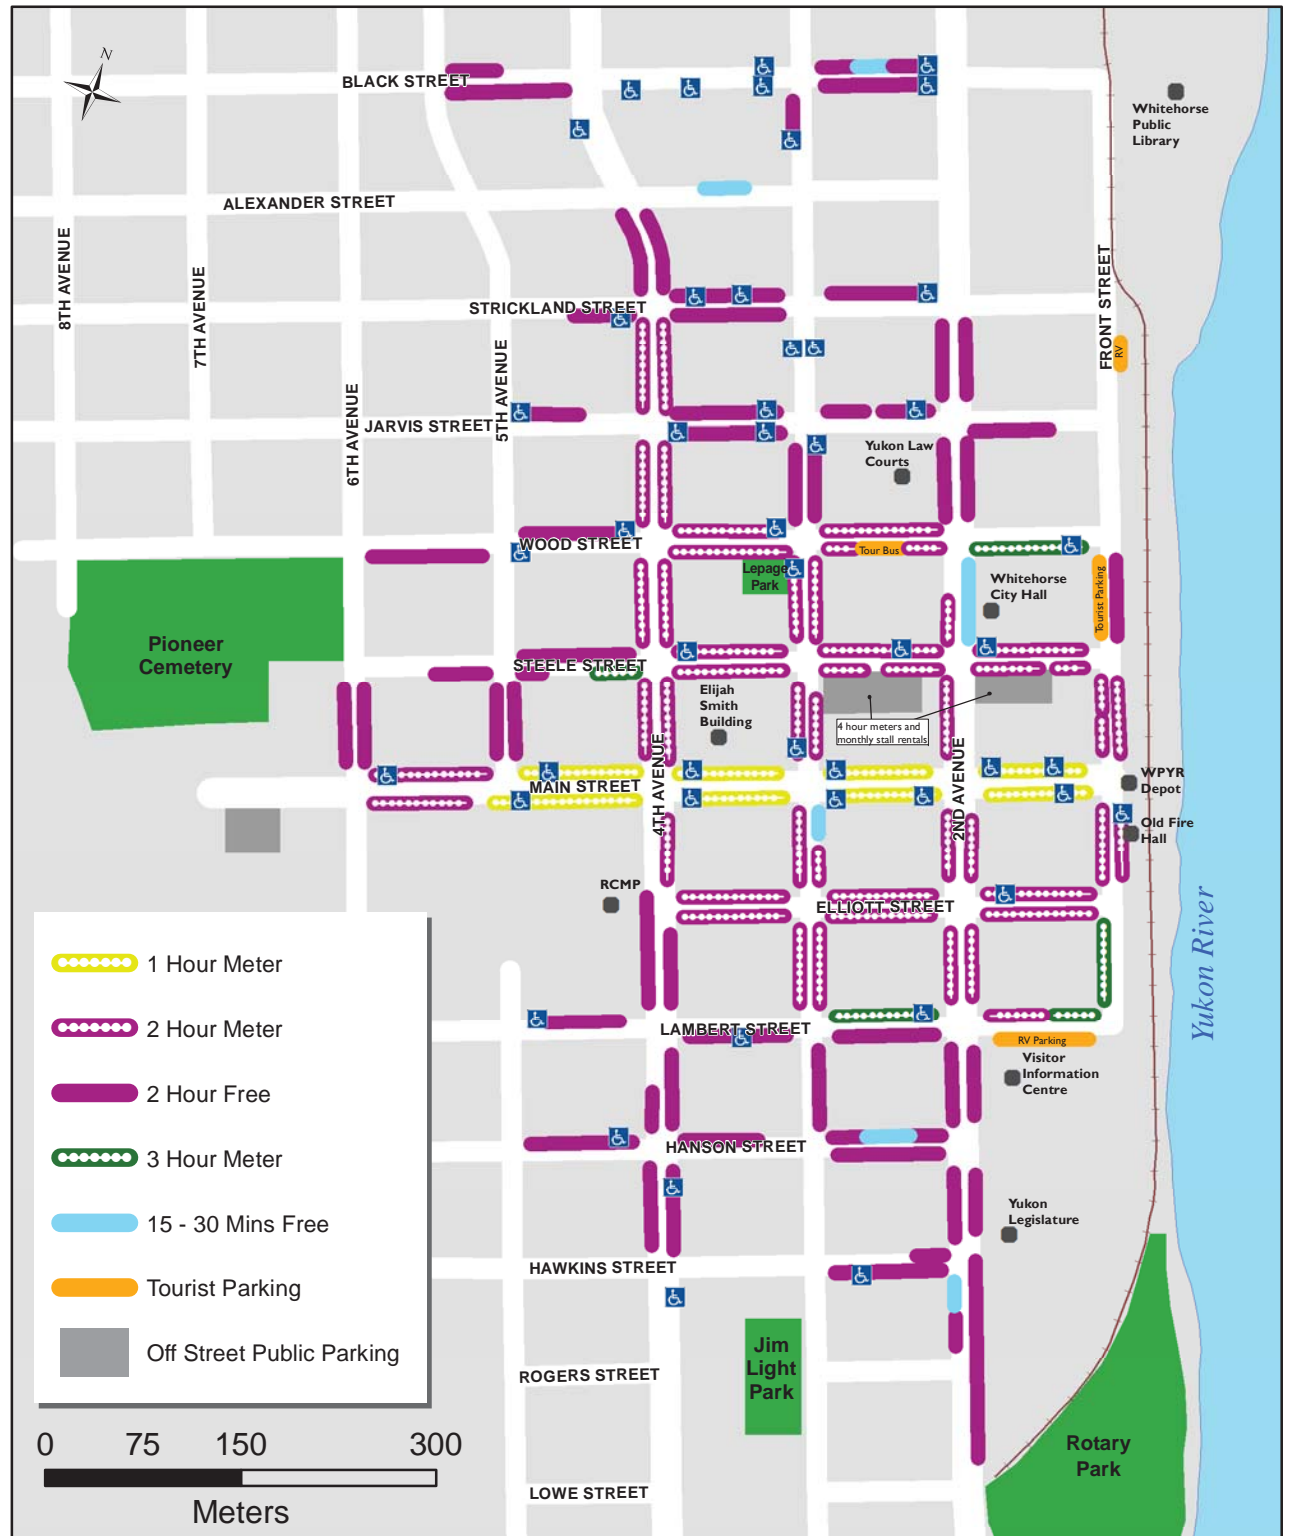 N
BLACK STREET
Whitehorse
Public
Library
ALEXANDER STREET
8TH AVENUE
7TH AVENUE
FRONT STREET
STRICKLAND STREET
RV
5TH AVENUE
6TH AVENUE
JARVIS STREET
Yukon Law
Courts
WOOD STREET
Tour Bus
Lepage
Park
Whitehorse
City Hall
Tourist Parking
Pioneer
Cemetery
STEELE STREET
Elijah
Smith
Building
4 hour meters and
monthly stall rentals
4TH AVENUE
2ND AVENUE
MAIN STREET
WPYR
Depot
Old Fire
Hall
RCMP
ELLIOTT STREET
Yukon River
LAMBERT STREET
RV Parking
Visitor
Information
Centre
HANSON STREET
Yukon
Legislature
HAWKINS STREET
Jim
Light
Park
ROGERS STREET
Rotary
Park
LOWE STREET
1 Hour Meter
2 Hour Meter
2 Hour Free
3 Hour Meter
15 - 30 Mins Free
Tourist Parking
Off Street Public Parking
0 75 150 300
Meters